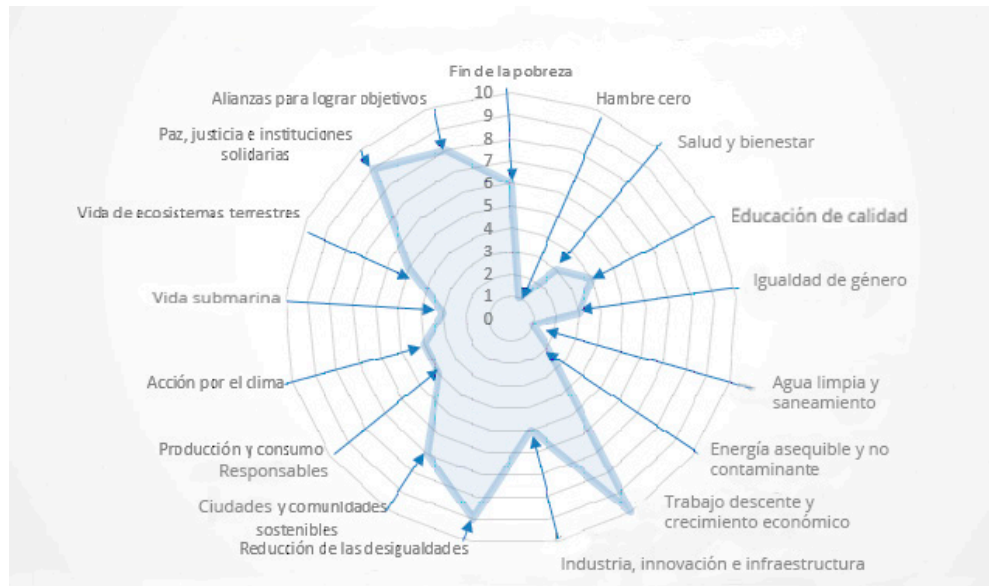 Fin de la pobreza
Hambre cero
Salud y bienestar
Educación de calidad
Igualdad de género
Agua limpia y
saneamiento
Energía asequible y no
contaminante
Trabajo descente y
crecimiento económico
Industria, innovación e infraestructura
Reducción de las desigualdades
Ciudades y comunidades
sostenibles
Producción y consumo
Responsables
Acción por el clima
Vida submarina
Vida de ecosistemas terrestres
Paz, justicia e instituciones
solidarias
Alianzas para lograr objetivos
10
9
8
7
6
5
4
3
2
1
0